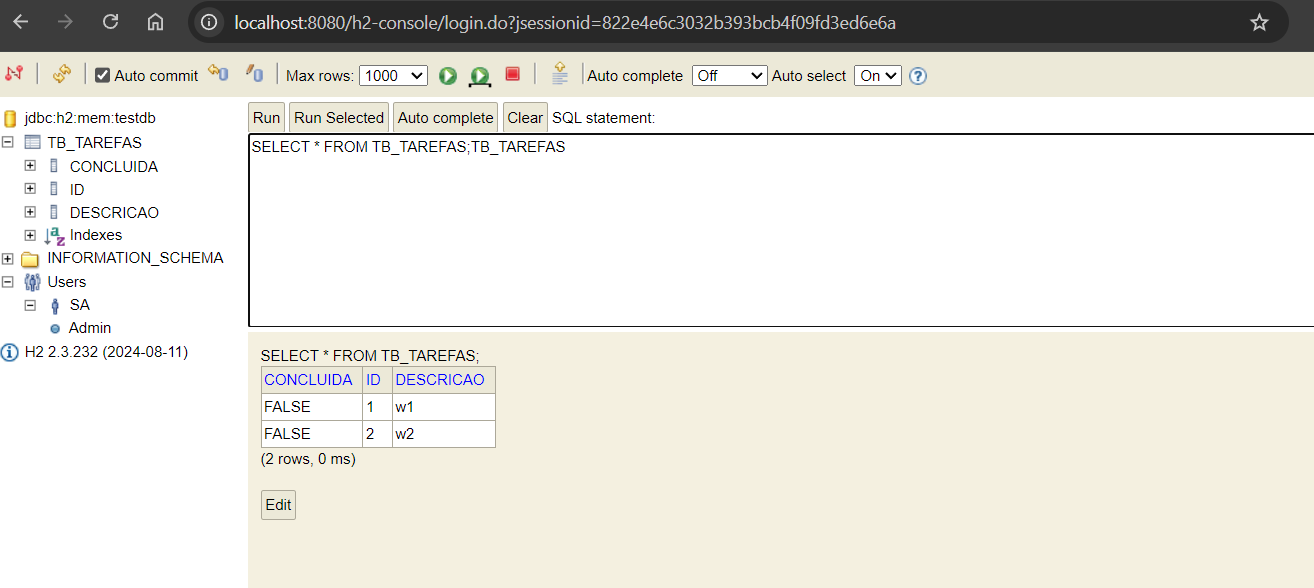 localhost:8080/h2-console/login.do?jsessionid=822e4e6c3032b393bcb4f09fd3ed6e6a
Auto commit Max rows: 1000 Auto complete Off Auto select On ?
jdbc:h2:mem:testdb
TB_TAREFAS
CONCLUIDA
ID
DESCRICAO
Indexes
INFORMATION_SCHEMA
Users
SA
Admin
H2 2.3.232 (2024-08-11)
Run Run Selected Auto complete Clear SQL statement:
SELECT * FROM TB_TAREFAS;TB_TAREFAS
SELECT * FROM TB_TAREFAS;
CONCLUIDA ID DESCRICAO
FALSE 1 w1
FALSE 2 w2
(2 rows, 0 ms)
Edit